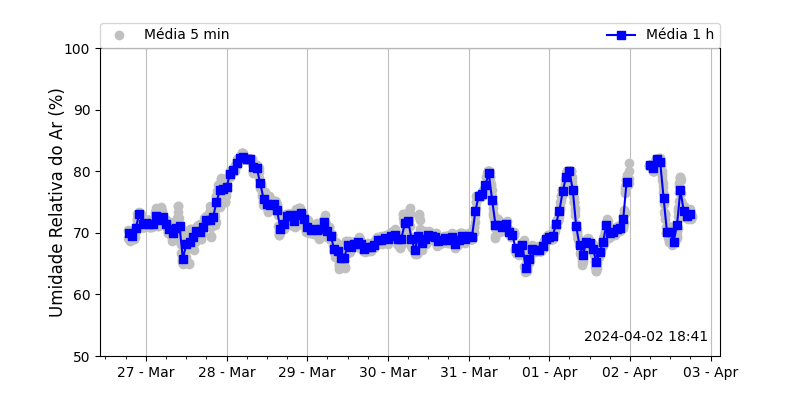 Média 5 min
Média 1 h
Umidade Relativa do Ar (%)
100
90
80
70
60
50
2024-04-02 18:41
27 - Mar
28 - Mar
29 - Mar
30 - Mar
31 - Mar
01 - Apr
02 - Apr
03 - Apr